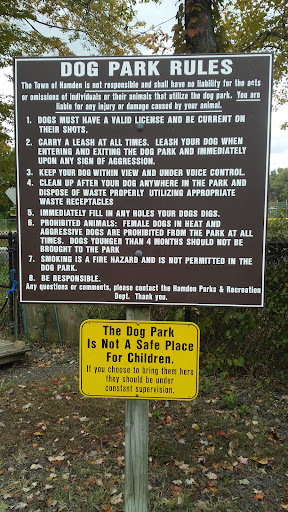 DOG PARK RULES
The Town of Hamden is not responsible and shall have no liability for the acts
or omissions of individuals or their animals that utilize the dog park. You are
liable for any injury or damage caused by your animal.
1. DOGS MUST HAVE A VALID LICENSE AND BE CURRENT ON
THEIR SHOTS.
2. CARRY A LEASH AT ALL TIMES. LEASH YOUR DOG WHEN
ENTERING AND EXITING THE DOG PARK AND IMMEDIATELY
UPON ANY SIGN OF AGGRESSION.
3. KEEP YOUR DOG WITHIN VIEW AND UNDER VOICE CONTROL.
4. CLEAN UP AFTER YOUR DOG ANYWHERE IN THE PARK AND
DISPOSE OF WASTE PROPERLY UTILIZING APPROPRIATE
WASTE RECEPTACLES
5. IMMEDIATELY FILL IN ANY HOLES YOUR DOGS DIGS.
6. PROHIBITED ANIMALS: FEMALE DOGS IN HEAT AND
AGGRESSIVE DOGS ARE PROHIBITED FROM THE PARK AT ALL
TIMES. DOGS YOUNGER THAN 4 MONTHS SHOULD NOT BE
BROUGHT TO THE PARK
7. SMOKING IS A FIRE HAZARD AND IS NOT PERMITTED IN THE
DOG PARK.
8. BE RESPONSIBLE.
Any questions or comments, please contact the Hamden Parks & Recreation
Dept. Thank you.
The Dog Park
Is Not A Safe Place
For Children.
If you choose to bring them here
they should be under
constant supervision.